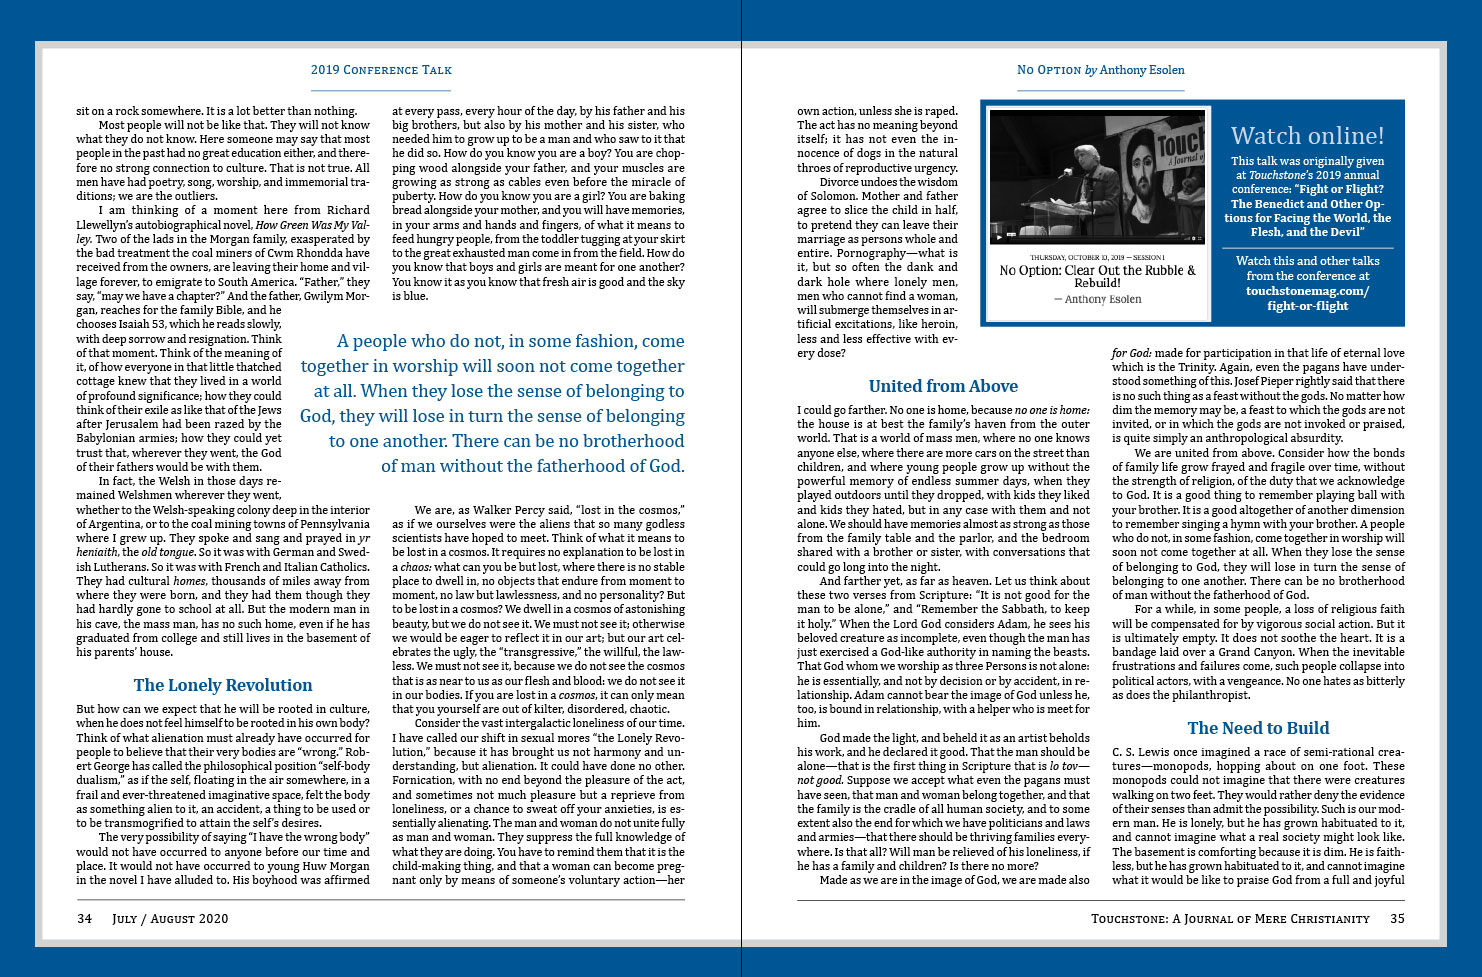 2019 Conference Talk
sit on a rock somewhere. It is a lot better than nothing.
Most people will not be like that. They will not know
what they do not know. Here someone may say that most
people in the past had no great education either, and there-
fore no strong connection to culture. That is not true. All
men have had poetry, song, worship, and immemorial tra-
ditions; we are the outliers.
I am thinking of a moment here from Richard
Llewellyn's autobiographical novel, How Green Was My Val-
ley. Two of the lads in the Morgan family, exasperated by
the bad treatment the coal miners of Cwm Rhondda have
received from the owners, are leaving their home and vil-
lage forever, to emigrate to South America. "Father," they
say, "may we have a chapter?" And the father, Gwilym Mor-
gan, reaches for the family Bible, and he
chooses Isaiah 53, which he reads slowly,
with deep sorrow and resignation. Think
of that moment. Think of the meaning of
it, of how everyone in that little thatched
cottage knew that they lived in a world
of profound significance; how they could
think of their exile as like that of the Jews
after Jerusalem had been razed by the
Babylonian armies; how they could yet
trust that, wherever they went, the God
of their fathers would be with them.
In fact, the Welsh in those days re-
mained Welshmen wherever they went,
whether to the Welsh-speaking colony deep in the interior
of Argentina, or to the coal mining towns of Pennsylvania
where I grew up. They spoke and sang and prayed in yr
heniaith, the old tongue. So it was with German and Swed-
ish Lutherans. So it was with French and Italian Catholics.
They had cultural homes, thousands of miles away from
where they were born, and they had them though they
had hardly gone to school at all. But the modern man in
his cave, the mass man, has no such home, even if he has
graduated from college and still lives in the basement of
his parents' house.
The Lonely Revolution
But how can we expect that he will be rooted in culture,
when he does not feel himself to be rooted in his own body?
Think of what alienation must already have occurred for
people to believe that their very bodies are "wrong." Rob-
ert George has called the philosophical position "self-body
dualism," as if the self, floating in the air somewhere, in a
frail and ever-threatened imaginative space, felt the body
as something alien to it, an accident, a thing to be used or
to be transmogrified to attain the self's desires.
The very possibility of saying "I have the wrong body"
would not have occurred to anyone before our time and
place. It would not have occurred to young Huw Morgan
in the novel I have alluded to. His boyhood was affirmed
at every pass, every hour of the day, by his father and his
big brothers, but also by his mother and his sister, who
needed him to grow up to be a man and who saw to it that
he did so. How do you know you are a boy? You are chop-
ping wood alongside your father, and your muscles are
growing as strong as cables even before the miracle of
puberty. How do you know you are a girl? You are baking
bread alongside your mother, and you will have memories,
in your arms and hands and fingers, of what it means to
feed hungry people, from the toddler tugging at your skirt
to the great exhausted man come in from the field. How do
you know that boys and girls are meant for one another?
You know it as you know that fresh air is good and the sky
is blue.
A people who do not, in some fashion, come
together in worship will soon not come together
at all. When they lose the sense of belonging to
God, they will lose in turn the sense of belonging
to one another. There can be no brotherhood
of man without the fatherhood of God.
We are, as Walker Percy said, "lost in the cosmos,"
as if we ourselves were the aliens that so many godless
scientists have hoped to meet. Think of what it means to
be lost in a cosmos. It requires no explanation to be lost in
a chaos: what can you be but lost, where there is no stable
place to dwell in, no objects that endure from moment to
moment, no law but lawlessness, and no personality? But
to be lost in a cosmos? We dwell in a cosmos of astonishing
beauty, but we do not see it. We must not see it; otherwise
we would be eager to reflect it in our art; but our art cel-
ebrates the ugly, the "transgressive," the willful, the law-
less. We must not see it, because we do not see the cosmos
that is as near to us as our flesh and blood: we do not see it
in our bodies. If you are lost in a cosmos, it can only mean
that you yourself are out of kilter, disordered, chaotic.
Consider the vast intergalactic loneliness of our time.
I have called our shift in sexual mores "the Lonely Revo-
lution," because it has brought us not harmony and un-
derstanding, but alienation. It could have done no other.
Fornication, with no end beyond the pleasure of the act,
and sometimes not much pleasure but a reprieve from
loneliness, or a chance to sweat off your anxieties, is es-
sentially alienating. The man and woman do not unite fully
as man and woman. They suppress the full knowledge of
what they are doing. You have to remind them that it is the
child-making thing, and that a woman can become preg-
nant only by means of someone's voluntary action—her
34 July / August 2020
No Option by Anthony Esolen
own action, unless she is raped.
The act has no meaning beyond
itself; it has not even the in-
nocence of dogs in the natural
throes of reproductive urgency.
Divorce undoes the wisdom
of Solomon. Mother and father
agree to slice the child in half,
to pretend they can leave their
marriage as persons whole and
entire. Pornography—what is
it, but so often the dank and
dark hole where lonely men,
men who cannot find a woman,
will submerge themselves in ar-
tificial excitations, like heroin,
less and less effective with ev-
ery dose?
United from Above
I could go farther. No one is home, because no one is home:
the house is at best the family's haven from the outer
world. That is a world of mass men, where no one knows
anyone else, where there are more cars on the street than
children, and where young people grow up without the
powerful memory of endless summer days, when they
played outdoors until they dropped, with kids they liked
and kids they hated, but in any case with them and not
alone. We should have memories almost as strong as those
from the family table and the parlor, and the bedroom
shared with a brother or sister, with conversations that
could go long into the night.
And farther yet, as far as heaven. Let us think about
these two verses from Scripture: "It is not good for the
man to be alone," and "Remember the Sabbath, to keep
it holy." When the Lord God considers Adam, he sees his
beloved creature as incomplete, even though the man has
just exercised a God-like authority in naming the beasts.
That God whom we worship as three Persons is not alone:
he is essentially, and not by decision or by accident, in re-
lationship. Adam cannot bear the image of God unless he,
too, is bound in relationship, with a helper who is meet for
him.
God made the light, and beheld it as an artist beholds
his work, and he declared it good. That the man should be
alone—that is the first thing in Scripture that is lo tov—
not good. Suppose we accept what even the pagans must
have seen, that man and woman belong together, and that
the family is the cradle of all human society, and to some
extent also the end for which we have politicians and laws
and armies—that there should be thriving families every-
where. Is that all? Will man be relieved of his loneliness, if
he has a family and children? Is there no more?
Made as we are in the image of God, we are made also
Touch
A Journal of
THURSDAY, OCTOBER 10, 2019 — SESSION 1
No Option: Clear Out the Rubble &
Rebuild!
— Anthony Esolen
Watch online!
This talk was originally given
at Touchstone's 2019 annual
conference: "Fight or Flight?
The Benedict and Other Op-
tions for Facing the World, the
Flesh, and the Devil"
Watch this and other talks
from the conference at
touchstonemag.com/
fight-or-flight
for God: made for participation in that life of eternal love
which is the Trinity. Again, even the pagans have under-
stood something of this. Josef Pieper rightly said that there
is no such thing as a feast without the gods. No matter how
dim the memory may be, a feast to which the gods are not
invited, or in which the gods are not invoked or praised,
is quite simply an anthropological absurdity.
We are united from above. Consider how the bonds
of family life grow frayed and fragile over time, without
the strength of religion, of the duty that we acknowledge
to God. It is a good thing to remember playing ball with
your brother. It is a good altogether of another dimension
to remember singing a hymn with your brother. A people
who do not, in some fashion, come together in worship will
soon not come together at all. When they lose the sense
of belonging to God, they will lose in turn the sense of
belonging to one another. There can be no brotherhood
of man without the fatherhood of God.
For a while, in some people, a loss of religious faith
will be compensated for by vigorous social action. But it
is ultimately empty. It does not soothe the heart. It is a
bandage laid over a Grand Canyon. When the inevitable
frustrations and failures come, such people collapse into
political actors, with a vengeance. No one hates as bitterly
as does the philanthropist.
The Need to Build
C. S. Lewis once imagined a race of semi-rational crea-
tures—monopods, hopping about on one foot. These
monopods could not imagine that there were creatures
walking on two feet. They would rather deny the evidence
of their senses than admit the possibility. Such is our mod-
ern man. He is lonely, but he has grown habituated to it,
and cannot imagine what a real society might look like.
The basement is comforting because it is dim. He is faith-
less, but he has grown habituated to it, and cannot imagine
what it would be like to praise God from a full and joyful
Touchstone: A Journal of Mere Christianity 35